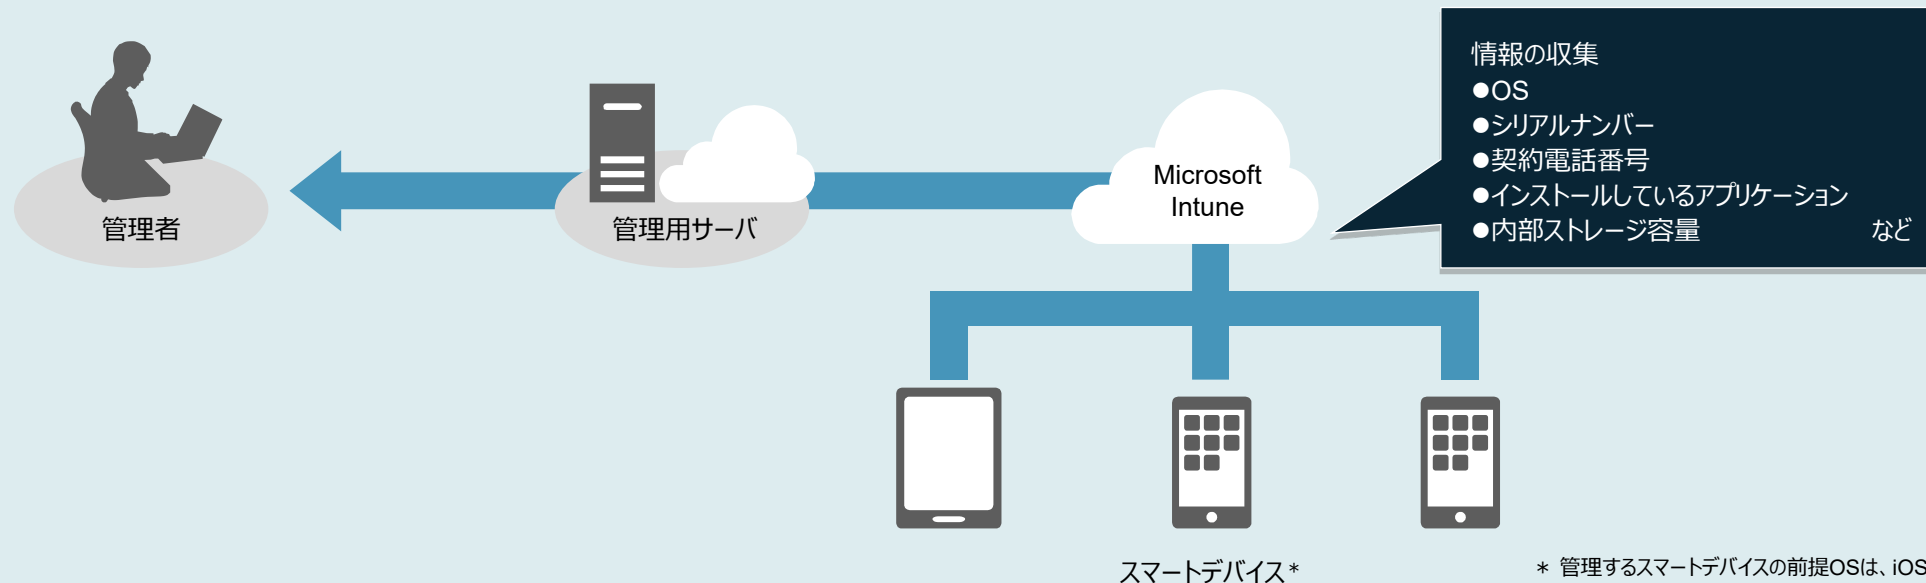 情報の収集
●OS
●シリアルナンバー
●契約電話番号
●インストールしているアプリケーション
●内部ストレージ容量 など
Microsoft
Intune
管理者
管理用サーバ
スマートデバイス*
* 管理するスマートデバイスの前提OSは、iOS